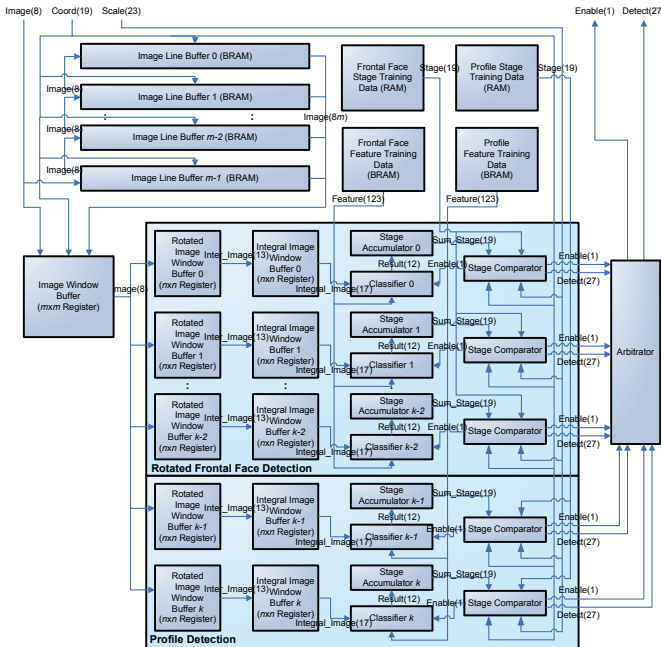 Image(8) Coord(19) Scale(23) Enable(1) Detect(27)
Image Line Buffer 0 (BRAM)
Image(8)
Image Line Buffer 1 (BRAM)
: :
Image(8m)
Image(8)
Image Line Buffer m-2 (BRAM)
Image(8)
Image Line Buffer m-1 (BRAM)
Frontal Face
Stage Training
Data (RAM)
Stage(19)
Profile Stage
Training Data
(RAM)
Stage(19)
Frontal Face
Feature Training
Data
(BRAM)
Profile
Feature Training
Data
(BRAM)
Feature(123)
Feature(123)
Image Window
Buffer
(mxm Register)
Image(8)
Rotated
Image
Window
Buffer 0
(nxn Register)
Inter_Image(13)
Integral Image
Window
Buffer 0
(nxn Register)
Integral_Image(17)
Stage
Accumulator 0
Sum_Stage(19)
Result(12)
Enable(1)
Classifier 0
Stage Comparator
Enable(1)
Detect(27)
Rotated
Image
Window
Buffer 1
(nxn Register)
Inter_Image(13)
Integral Image
Window
Buffer 1
(nxn Register)
Integral_Image(17)
Stage
Accumulator 1
Sum_Stage(19)
Result(12)
Enable(1)
Classifier 1
Stage Comparator
Enable(1)
Detect(27)
Arbitrator
: :
Rotated
Image
Window
Buffer k-2
(nxn Register)
Inter_Image(13)
Integral Image
Window
Buffer k-2
(nxn Register)
Integral_Image(17)
Stage
Accumulator k-2
Sum_Stage(19)
Result(12)
Enable(1)
Classifier k-2
Stage Comparator
Enable(1)
Detect(27)
Rotated Frontal Face Detection
Rotated
Image
Window
Buffer k-1
(nxn Register)
Inter_Image(13)
Integral Image
Window
Buffer k-1
(nxn Register)
Integral_Image(17)
Stage
Accumulator k-1
Sum_Stage(19)
Result(12)
Enable(1)
Classifier k-1
Stage Comparator
Enable(1)
Detect(27)
Rotated
Image
Window
Buffer k
(nxn Register)
Inter_Image(13)
Integral Image
Window
Buffer k
(nxn Register)
Integral_Image(17)
Stage
Accumulator k
Sum_Stage(19)
Result(12)
Enable(1)
Classifier k
Stage Comparator
Enable(1)
Detect(27)
Profile Detection